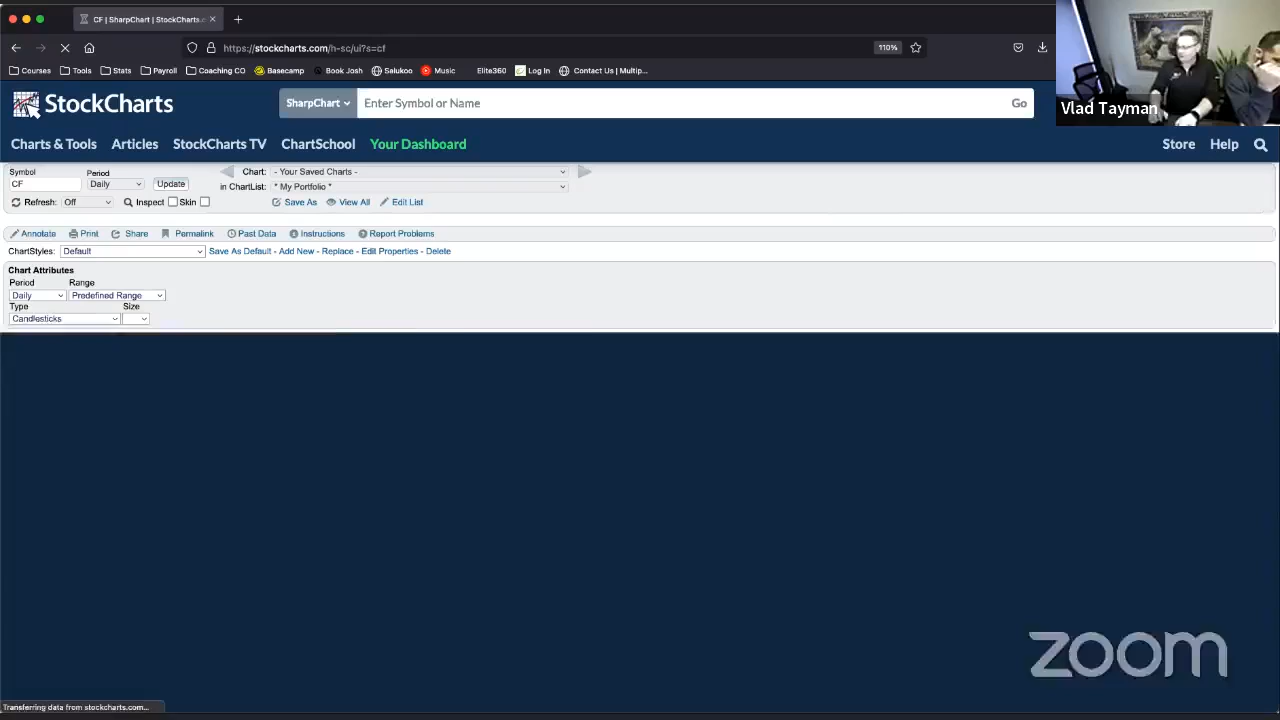 CF | SharpChart | StockCharts.c
https://stockcharts.com/h-sc/ui?s=cf
110%
Courses Tools Stats Payroll Coaching CO Basecamp Book Josh Salukoo Music Elite360 Log In Contact Us | Multip...
StockCharts
SharpChart
Enter Symbol or Name
Go
Vlad Tayman
Charts & Tools Articles StockCharts TV ChartSchool Your Dashboard Store Help
Symbol Period
CF Daily Update
Chart: - Your Saved Charts -
in ChartList: * My Portfolio *
Refresh: Off Inspect Skin Save As View All Edit List
Annotate Print Share Permalink Past Data Instructions Report Problems
ChartStyles: Default Save As Default - Add New - Replace - Edit Properties - Delete
Chart Attributes
Period Range
Daily Predefined Range
Type Size
Candlesticks
zoom
Transferring data from stockcharts.com...